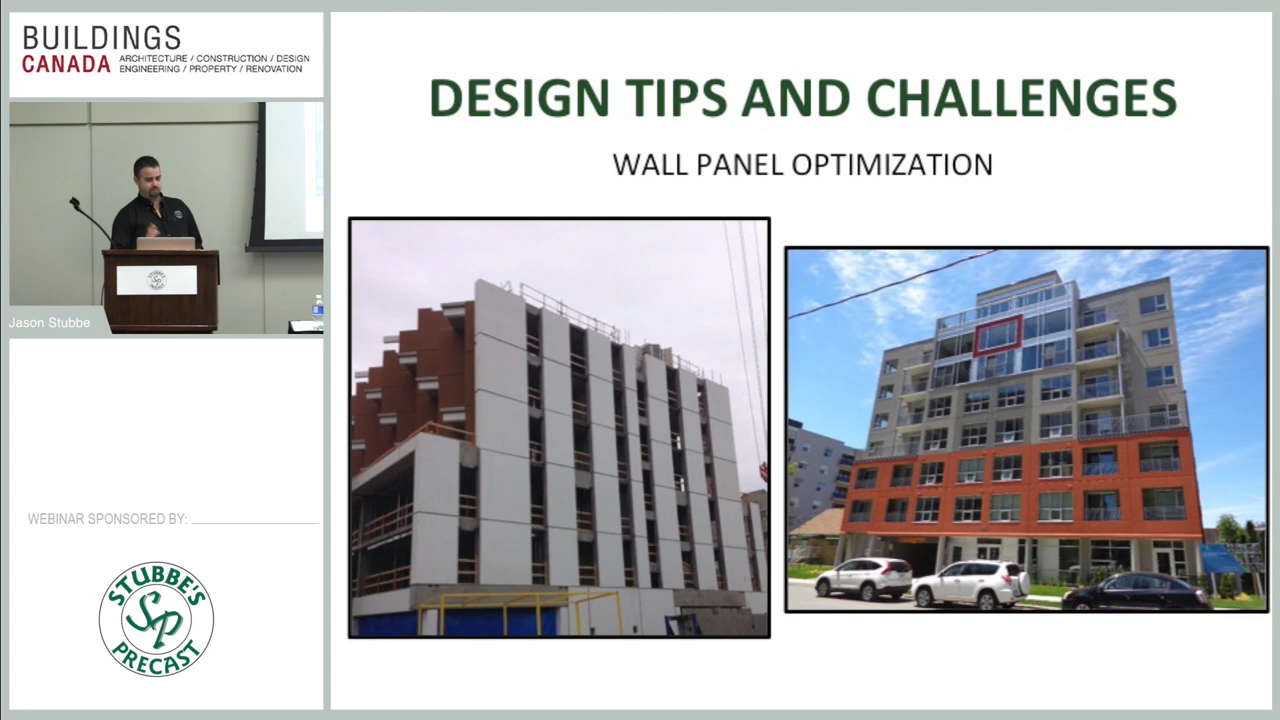 BUILDINGS
CANADA
ARCHITECTURE / CONSTRUCTION / DESIGN
ENGINEERING / PROPERTY / RENOVATION
Jason Stubbe
WEBINAR SPONSORED BY:
STUBBE'S
SP
PRECAST
DESIGN TIPS AND CHALLENGES
WALL PANEL OPTIMIZATION